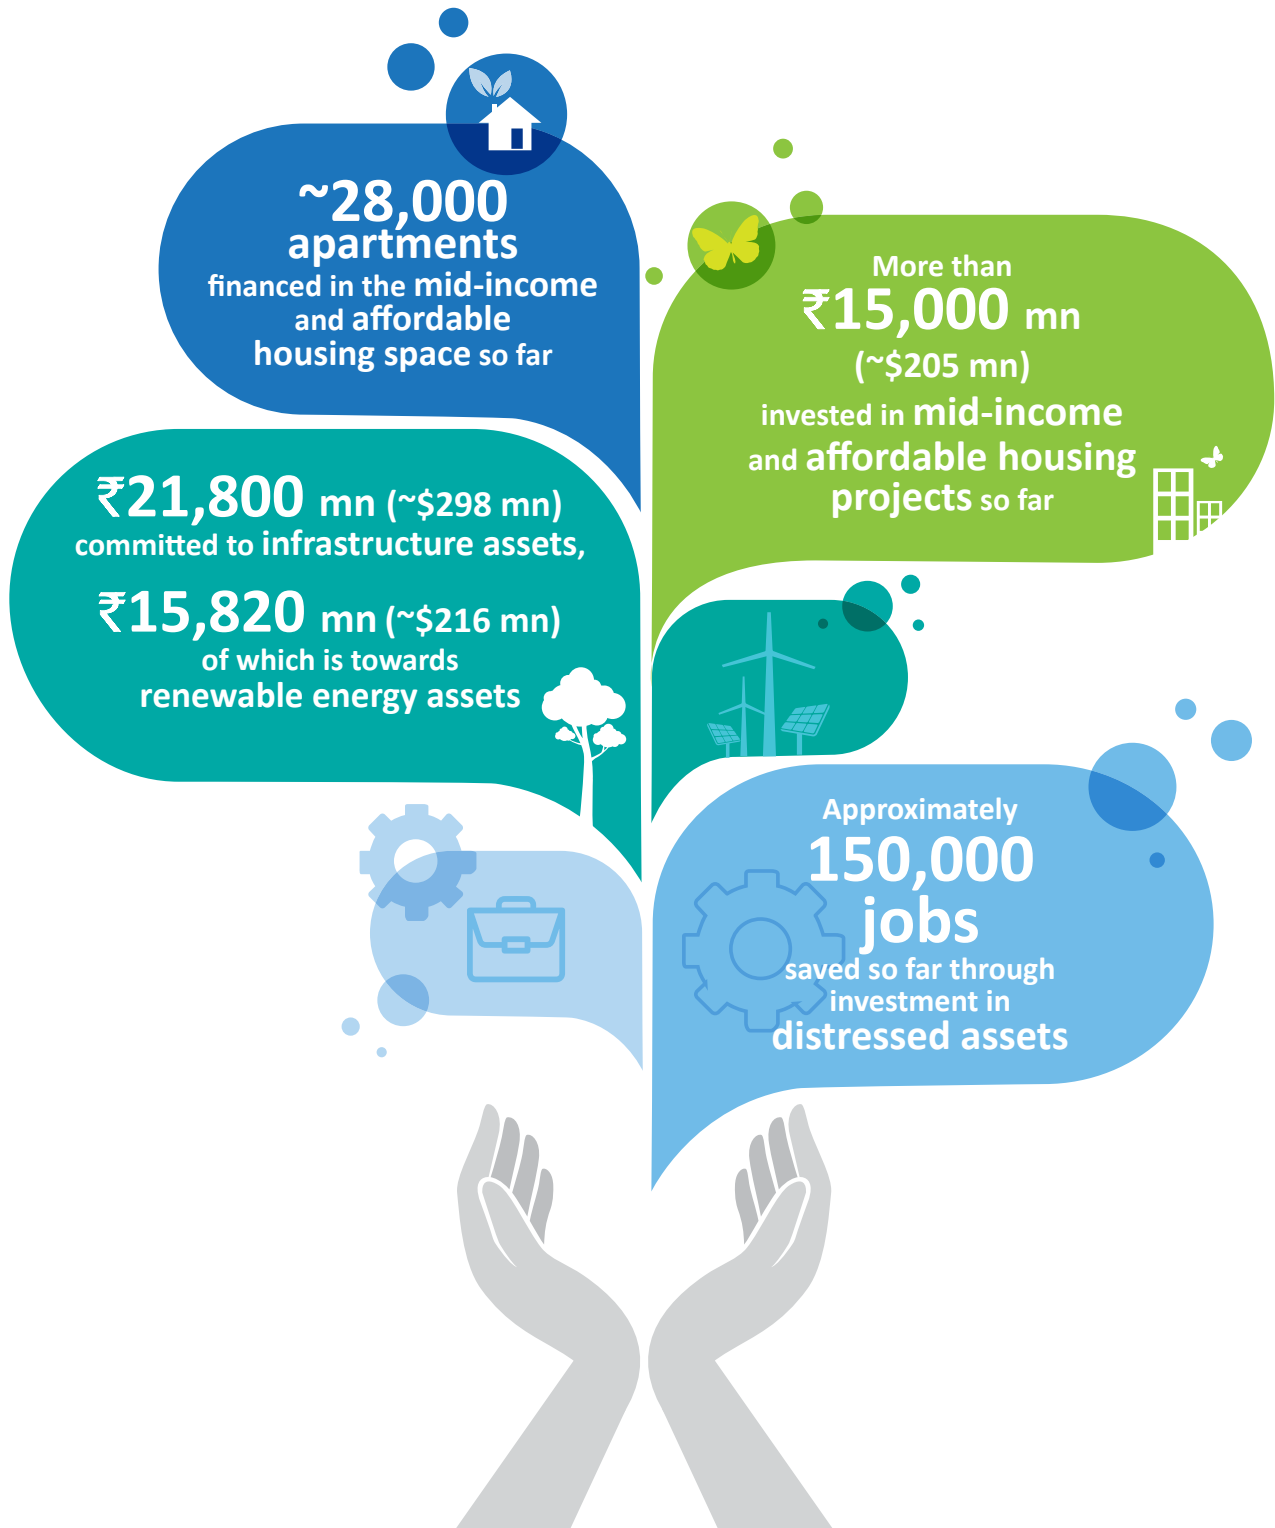 ~28,000
apartments
financed in the mid-income
and affordable
housing space so far
More than
₹15,000 mn
(~$205 mn)
invested in mid-income
and affordable housing
projects so far
₹21,800 mn (~$298 mn)
committed to infrastructure assets,
₹15,820 mn (~$216 mn)
of which is towards
renewable energy assets
Approximately
150,000
jobs
saved so far through
investment in
distressed assets